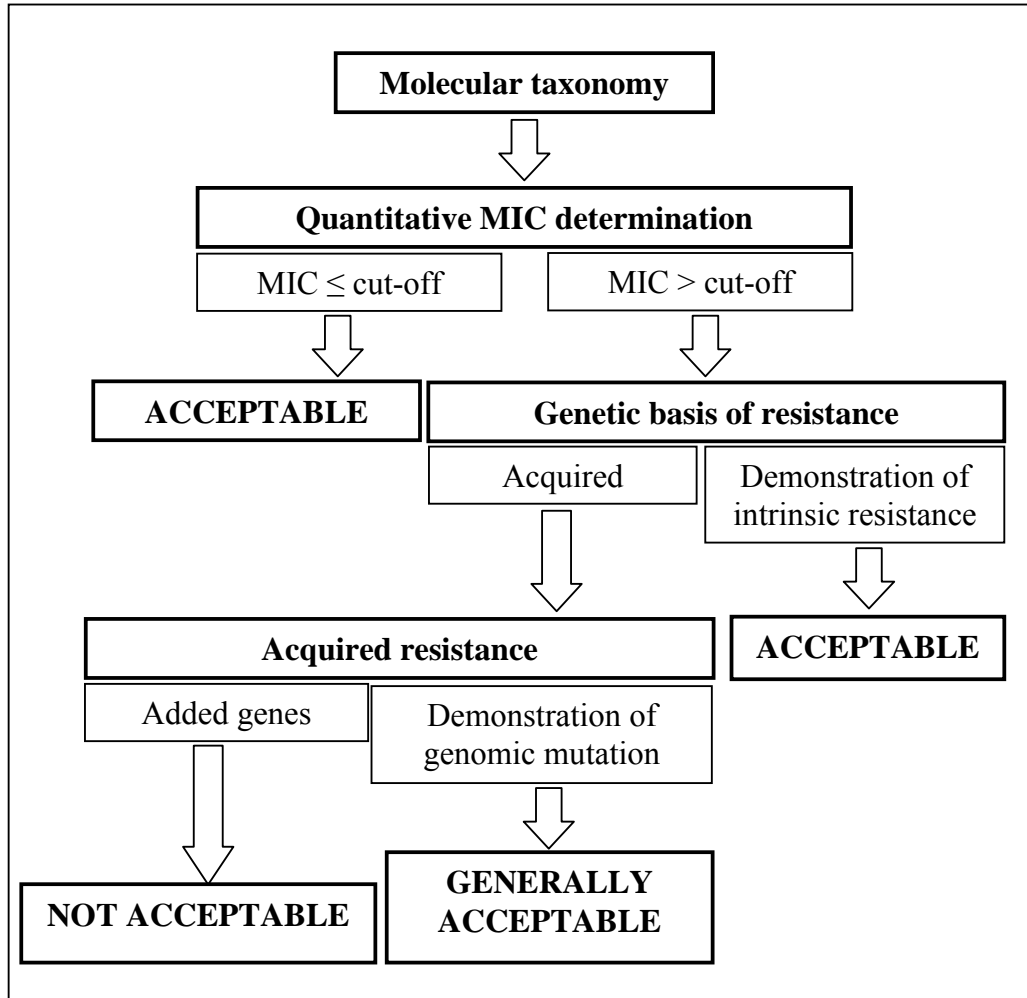 Molecular taxonomy
Quantitative MIC determination
MIC ≤ cut-off
MIC > cut-off
ACCEPTABLE
Genetic basis of resistance
Acquired
Demonstration of
intrinsic resistance
Acquired resistance
ACCEPTABLE
Added genes
Demonstration of
genomic mutation
NOT ACCEPTABLE
GENERALLY
ACCEPTABLE